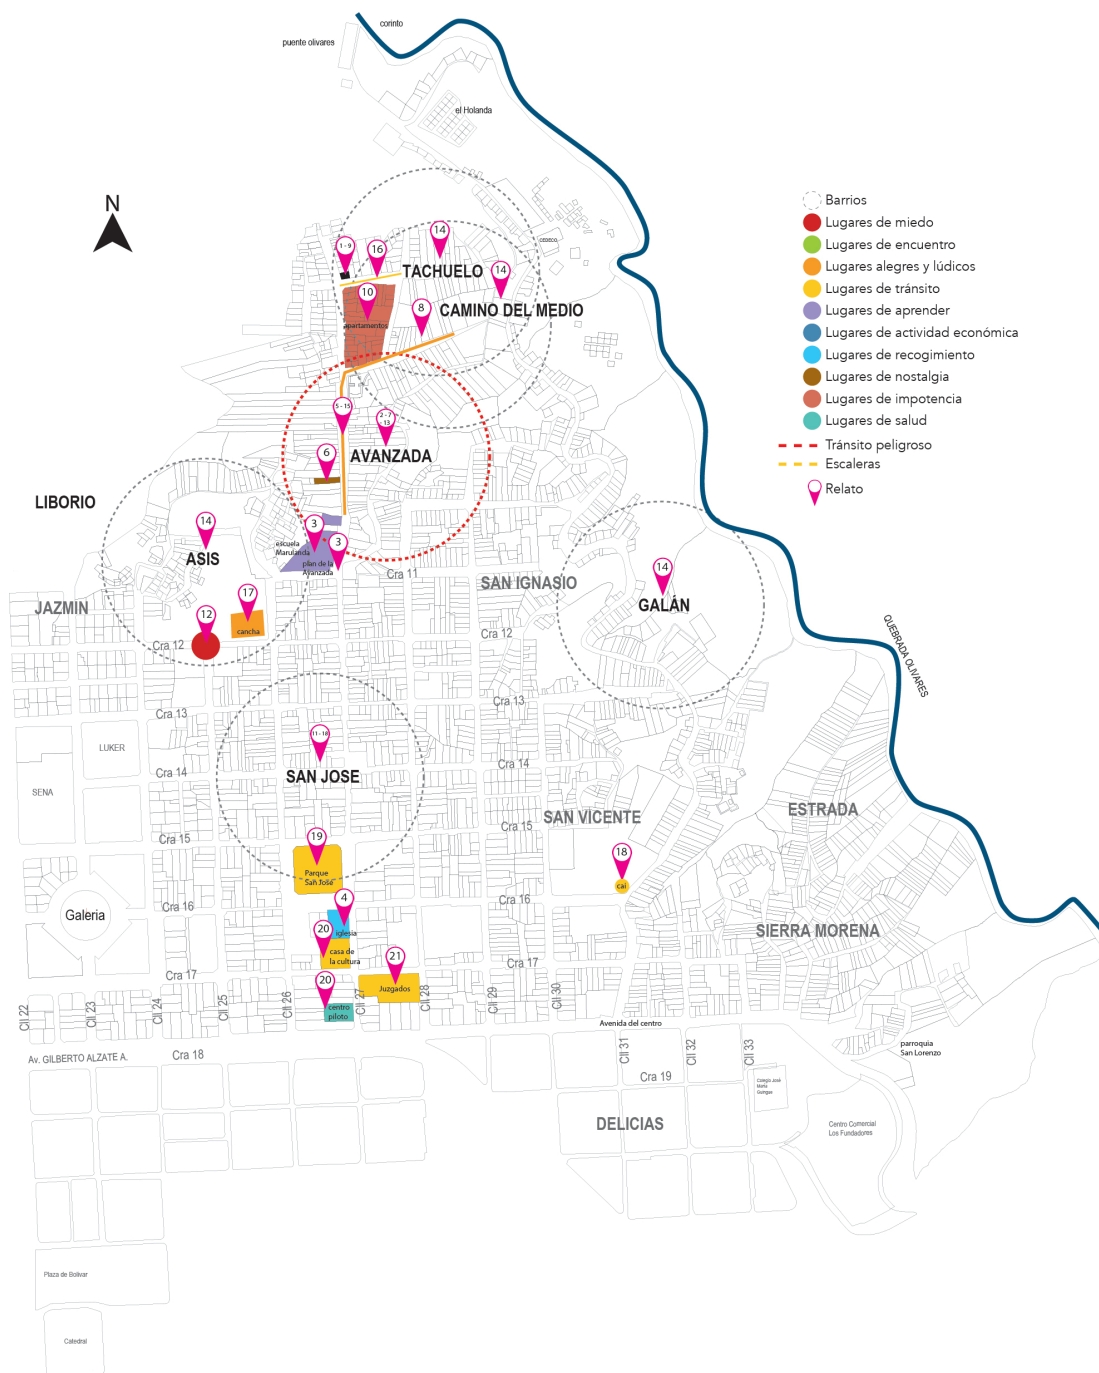 corinto
puente olivares
el Holanda
N
Barrios
Lugares de miedo
Lugares de encuentro
Lugares alegres y lúdicos
Lugares de tránsito
Lugares de aprender
Lugares de actividad económica
Lugares de recogimiento
Lugares de nostalgia
Lugares de impotencia
Lugares de salud
Tránsito peligroso
Escaleras
Relato
14
1 - 9
16
TACHUELO
14
10
CAMINO DEL MEDIO
8
apartamentos
5 - 15
2 - 7
- 13
6
AVANZADA
LIBORIO
14
3
escuela
Marulanda
3
ASIS
plan de la
Avanzada
Cra 11
SAN IGNASIO
14
GALÁN
JAZMIN
17
12
cancha
Cra 12
Cra 12
QUEBRADA OLIVARES
Cra 13
Cra 13
11 - 18
LUKER
Cra 14
SAN JOSE
Cra 14
SENA
SAN VICENTE
ESTRADA
Cra 15
Cra 15
19
18
Parque
San José
cai
Cra 16
Cra 16
Galeria
4
iglesia
20
casa de
la cultura
SIERRA MORENA
21
Cra 17
Cra 17
20
Juzgados
centro
piloto
Cll 22
Cll 23
Cll 24
Cll 25
Cll 26
Cll 27
Cll 28
Cll 29
Cll 30
Avenida del centro
Cll 31
Cll 32
Cll 33
parroquia
San Lorenzo
Av. GILBERTO ALZATE A.
Cra 18
Cra 19
Colegio José
María
DELICIAS
Centro Comercial
Los Fundadores
Plaza de Bolivar
Catedral